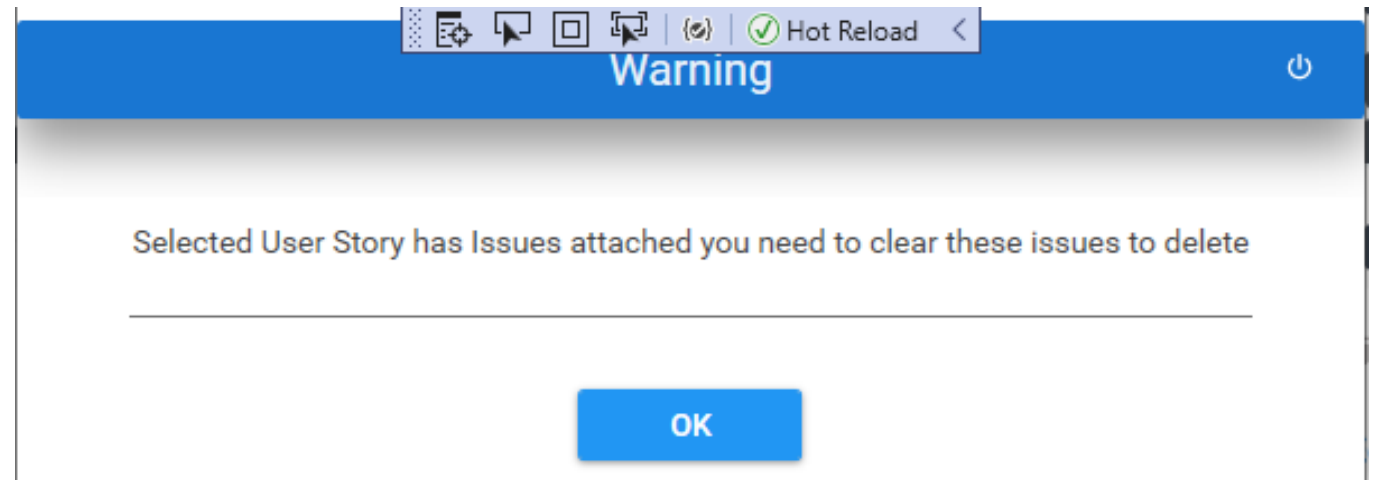 Hot Reload
Warning
Selected User Story has Issues attached you need to clear these issues to delete
OK